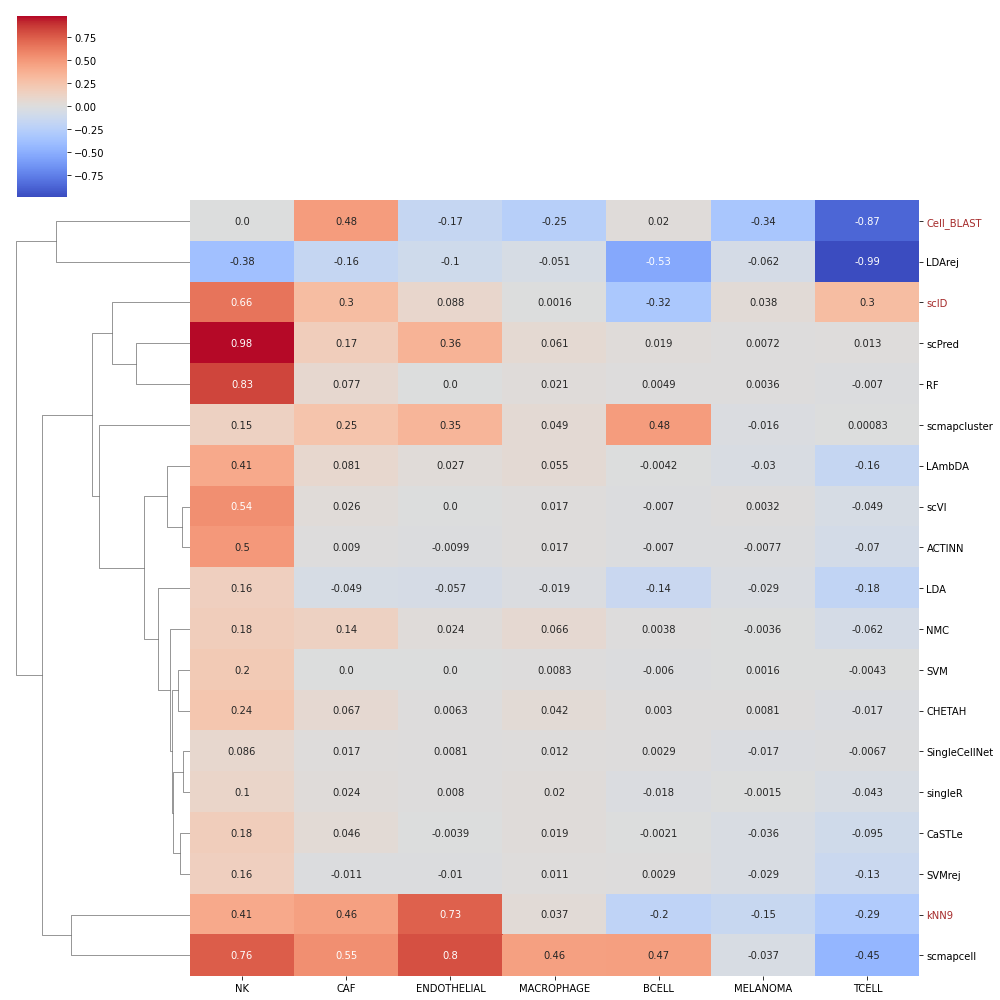 0.75
0.50
0.25
0.00
−0.25
−0.50
−0.75
0.0 0.48 -0.17 -0.25 0.02 -0.34 -0.87 Cell_BLAST
-0.38 -0.16 -0.1 -0.051 -0.53 -0.062 -0.99 LDArej
0.66 0.3 0.088 0.0016 -0.32 0.038 0.3 scID
0.98 0.17 0.36 0.061 0.019 0.0072 0.013 scPred
0.83 0.077 0.0 0.021 0.0049 0.0036 -0.007 RF
0.15 0.25 0.35 0.049 0.48 -0.016 0.00083 scmapcluster
0.41 0.081 0.027 0.055 -0.0042 -0.03 -0.16 LAmbDA
0.54 0.026 0.0 0.017 -0.007 0.0032 -0.049 scVI
0.5 0.009 -0.0099 0.017 -0.007 -0.0077 -0.07 ACTINN
0.16 -0.049 -0.057 -0.019 -0.14 -0.029 -0.18 LDA
0.18 0.14 0.024 0.066 0.0038 -0.0036 -0.062 NMC
0.2 0.0 0.0 0.0083 -0.006 0.0016 -0.0043 SVM
0.24 0.067 0.0063 0.042 0.003 0.0081 -0.017 CHETAH
0.086 0.017 0.0081 0.012 0.0029 -0.017 -0.0067 SingleCellNet
0.1 0.024 0.008 0.02 -0.018 -0.0015 -0.043 singleR
0.18 0.046 -0.0039 0.019 -0.0021 -0.036 -0.095 CaSTLe
0.16 -0.011 -0.01 0.011 0.0029 -0.029 -0.13 SVMrej
0.41 0.46 0.73 0.037 -0.2 -0.15 -0.29 kNN9
0.76 0.55 0.8 0.46 0.47 -0.037 -0.45 scmapcell
NK CAF ENDOTHELIAL MACROPHAGE BCELL MELANOMA TCELL